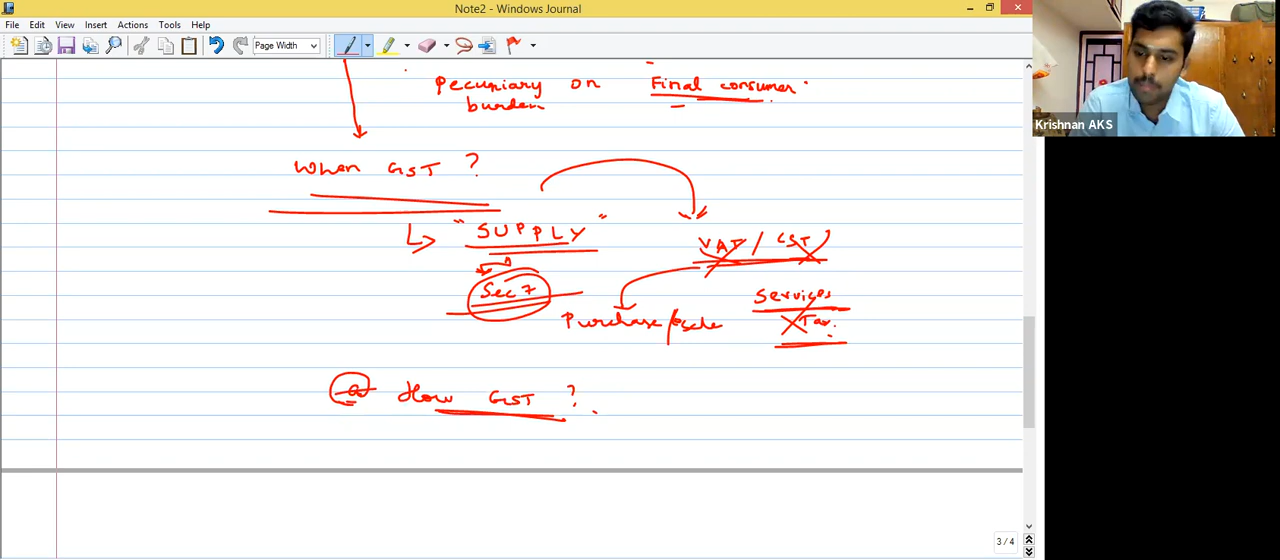 Note2 - Windows Journal
File Edit View Insert Actions Tools Help
Page Width
Pecuniary on "Final consumer
burden
When GST ?
"SUPPLY"
VAT / CST
Sec 7
Services
Purchase / sale
Tax.
How GST ?
3 / 4
Krishnan AKS